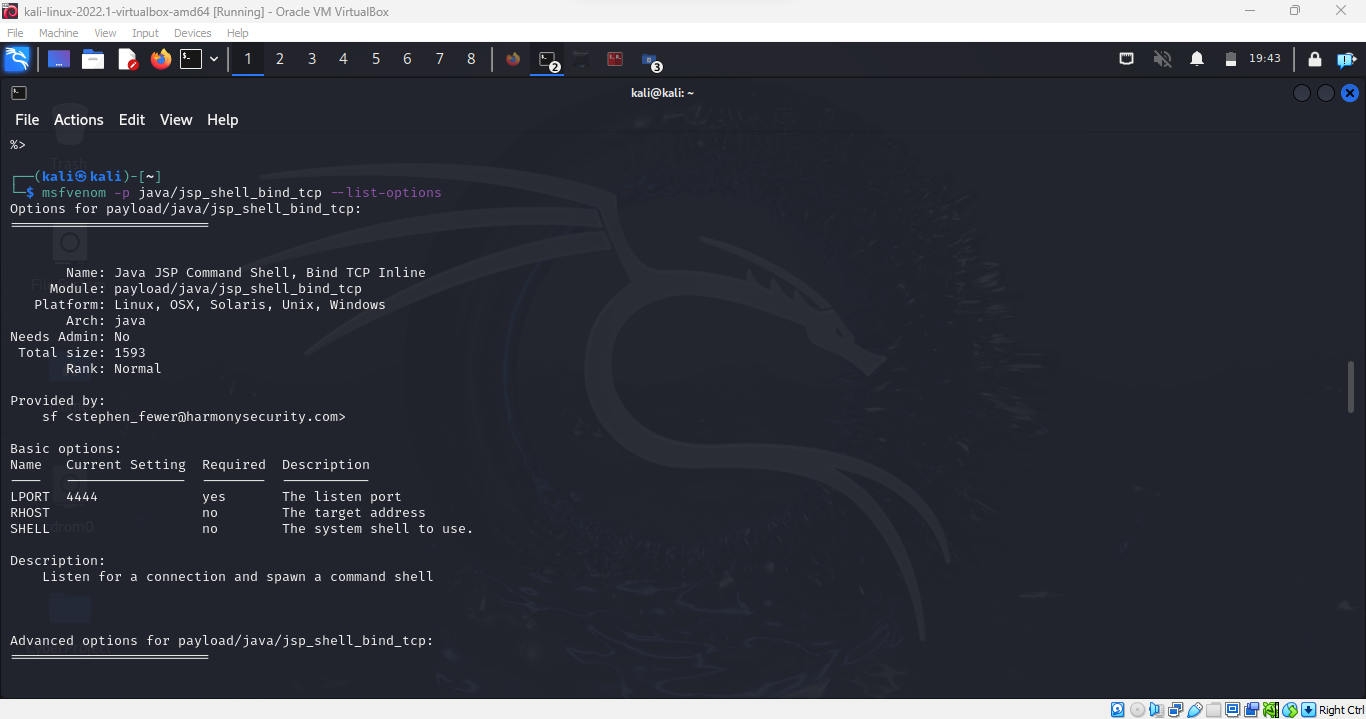 kali-linux-2022.1-virtualbox-amd64 [Running] - Oracle VM VirtualBox
File Machine View Input Devices Help
1 2 3 4 5 6 7 8 2 3 19:43
kali@kali: ~
File Actions Edit View Help
%>
Trash
┌──(kali㉿kali)-[~]
└─$ msfvenom -p java/jsp_shell_bind_tcp --list-options
Options for payload/java/jsp_shell_bind_tcp:
Name: Java JSP Command Shell, Bind TCP Inline
Module: payload/java/jsp_shell_bind_tcp
Platform: Linux, OSX, Solaris, Unix, Windows
Arch: java
Needs Admin: No
Total size: 1593
Rank: Normal
Provided by:
sf <stephen_fewer@harmonysecurity.com>
Basic options:
Name Current Setting Required Description
LPORT 4444 yes The listen port
RHOST no The target address
SHELL no The system shell to use.
Description:
Listen for a connection and spawn a command shell
Advanced options for payload/java/jsp_shell_bind_tcp:
Right Ctrl